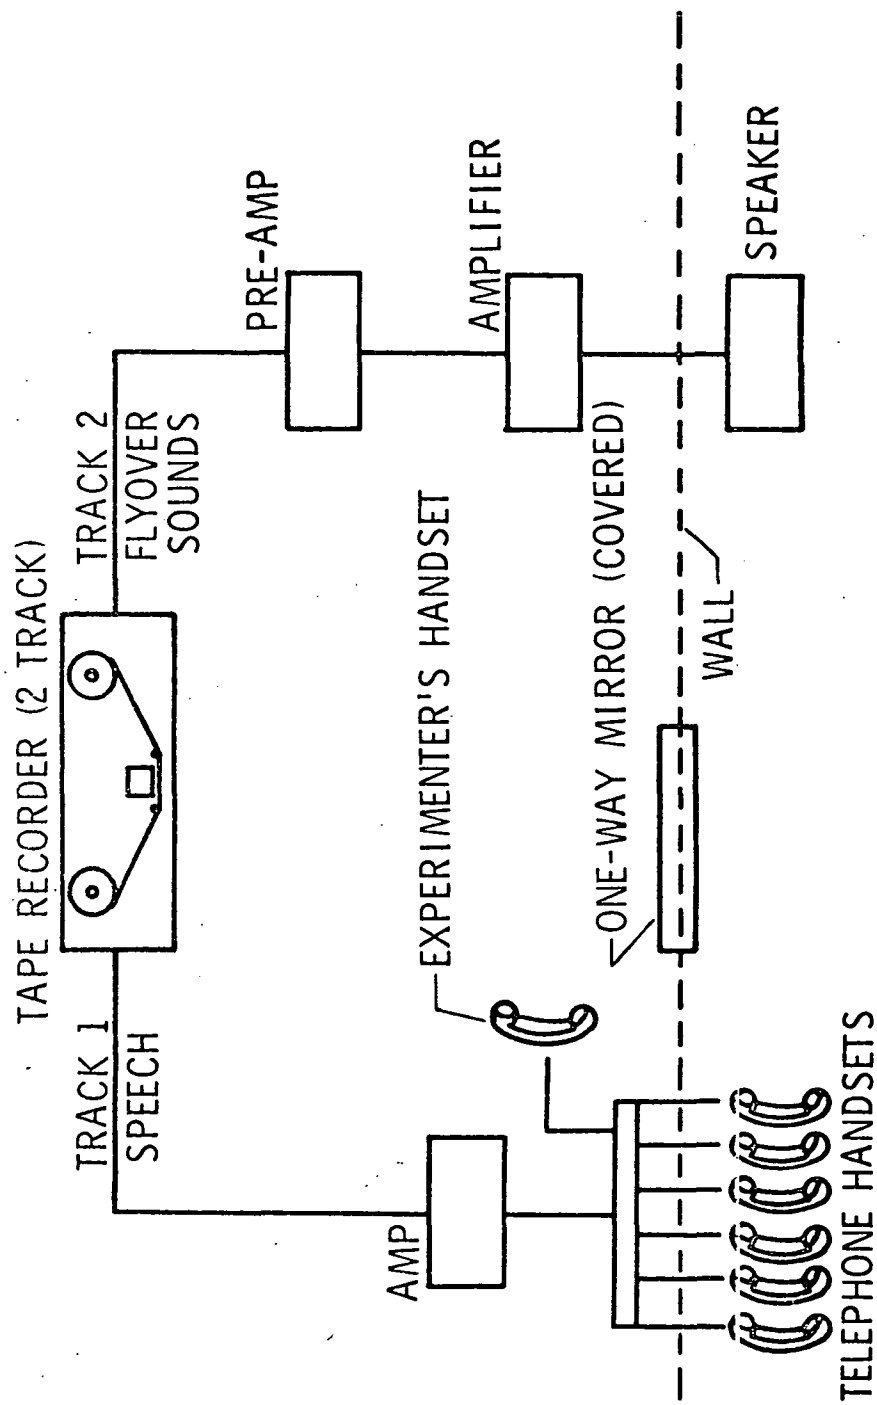 TAPE RECORDER (2 TRACK)
TRACK 1
SPEECH
TRACK 2
FLYOVER
SOUNDS
PRE-AMP
AMP
EXPERIMENTER'S HANDSET
AMPLIFIER
ONE-WAY MIRROR (COVERED)
WALL
SPEAKER
TELEPHONE HANDSETS